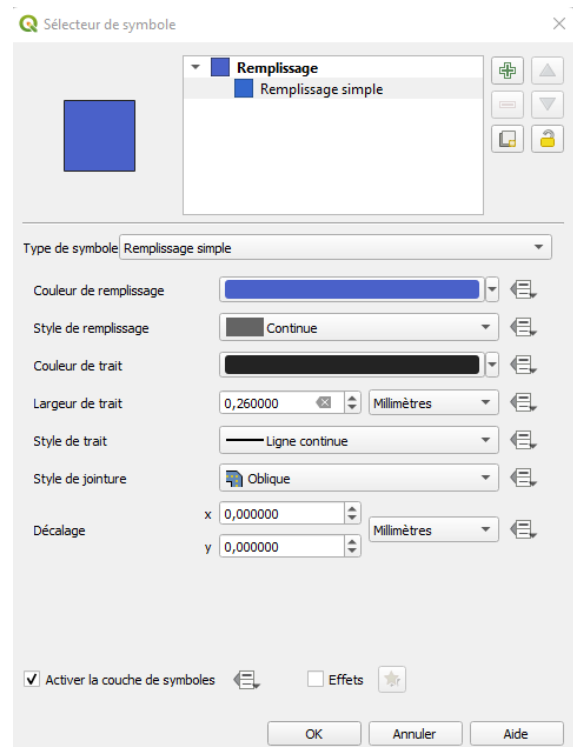 Sélecteur de symbole
Remplissage
Remplissage simple
Type de symbole Remplissage simple
Couleur de remplissage
Style de remplissage Continue
Couleur de trait
Largeur de trait 0,260000 Millimètres
Style de trait Ligne continue
Style de jointure Oblique
x 0,000000
Décalage Millimètres
y 0,000000
Activer la couche de symboles Effets
OK Annuler Aide